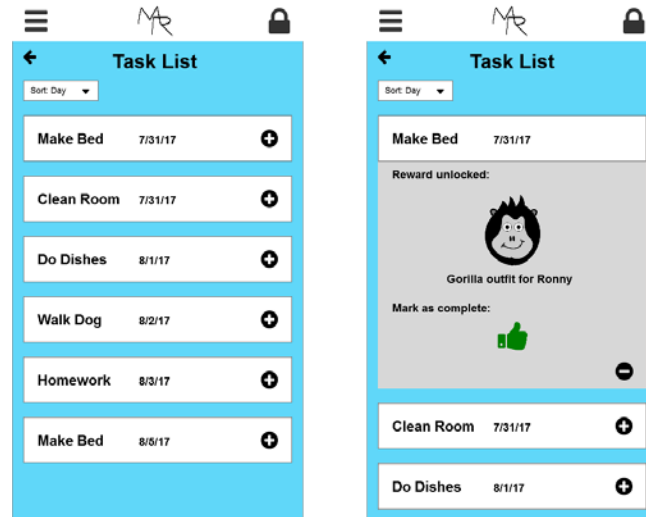 MAR
Task List
Sort: Day
Make Bed 7/31/17
Clean Room 7/31/17
Do Dishes 8/1/17
Walk Dog 8/2/17
Homework 8/3/17
Make Bed 8/5/17
MAR
Task List
Sort: Day
Make Bed 7/31/17
Reward unlocked:
Gorilla outfit for Ronny
Mark as complete:
Clean Room 7/31/17
Do Dishes 8/1/17